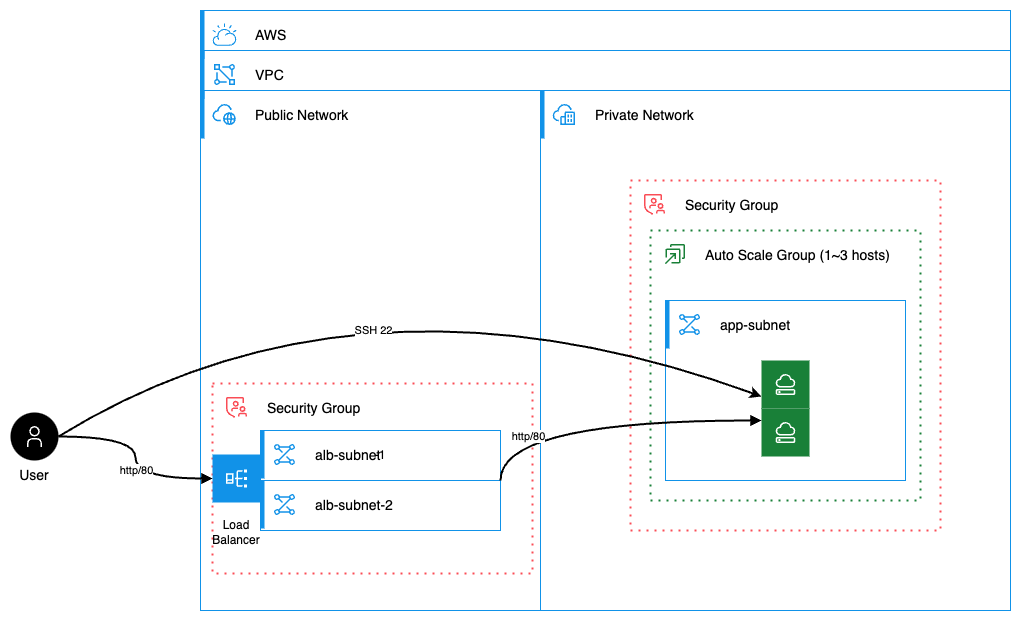 AWS
VPC
Public Network
Private Network
Security Group
Auto Scale Group (1~3 hosts)
app-subnet
SSH 22
Security Group
http/80
alb-subnet1
User
http/80
alb-subnet-2
Load
Balancer